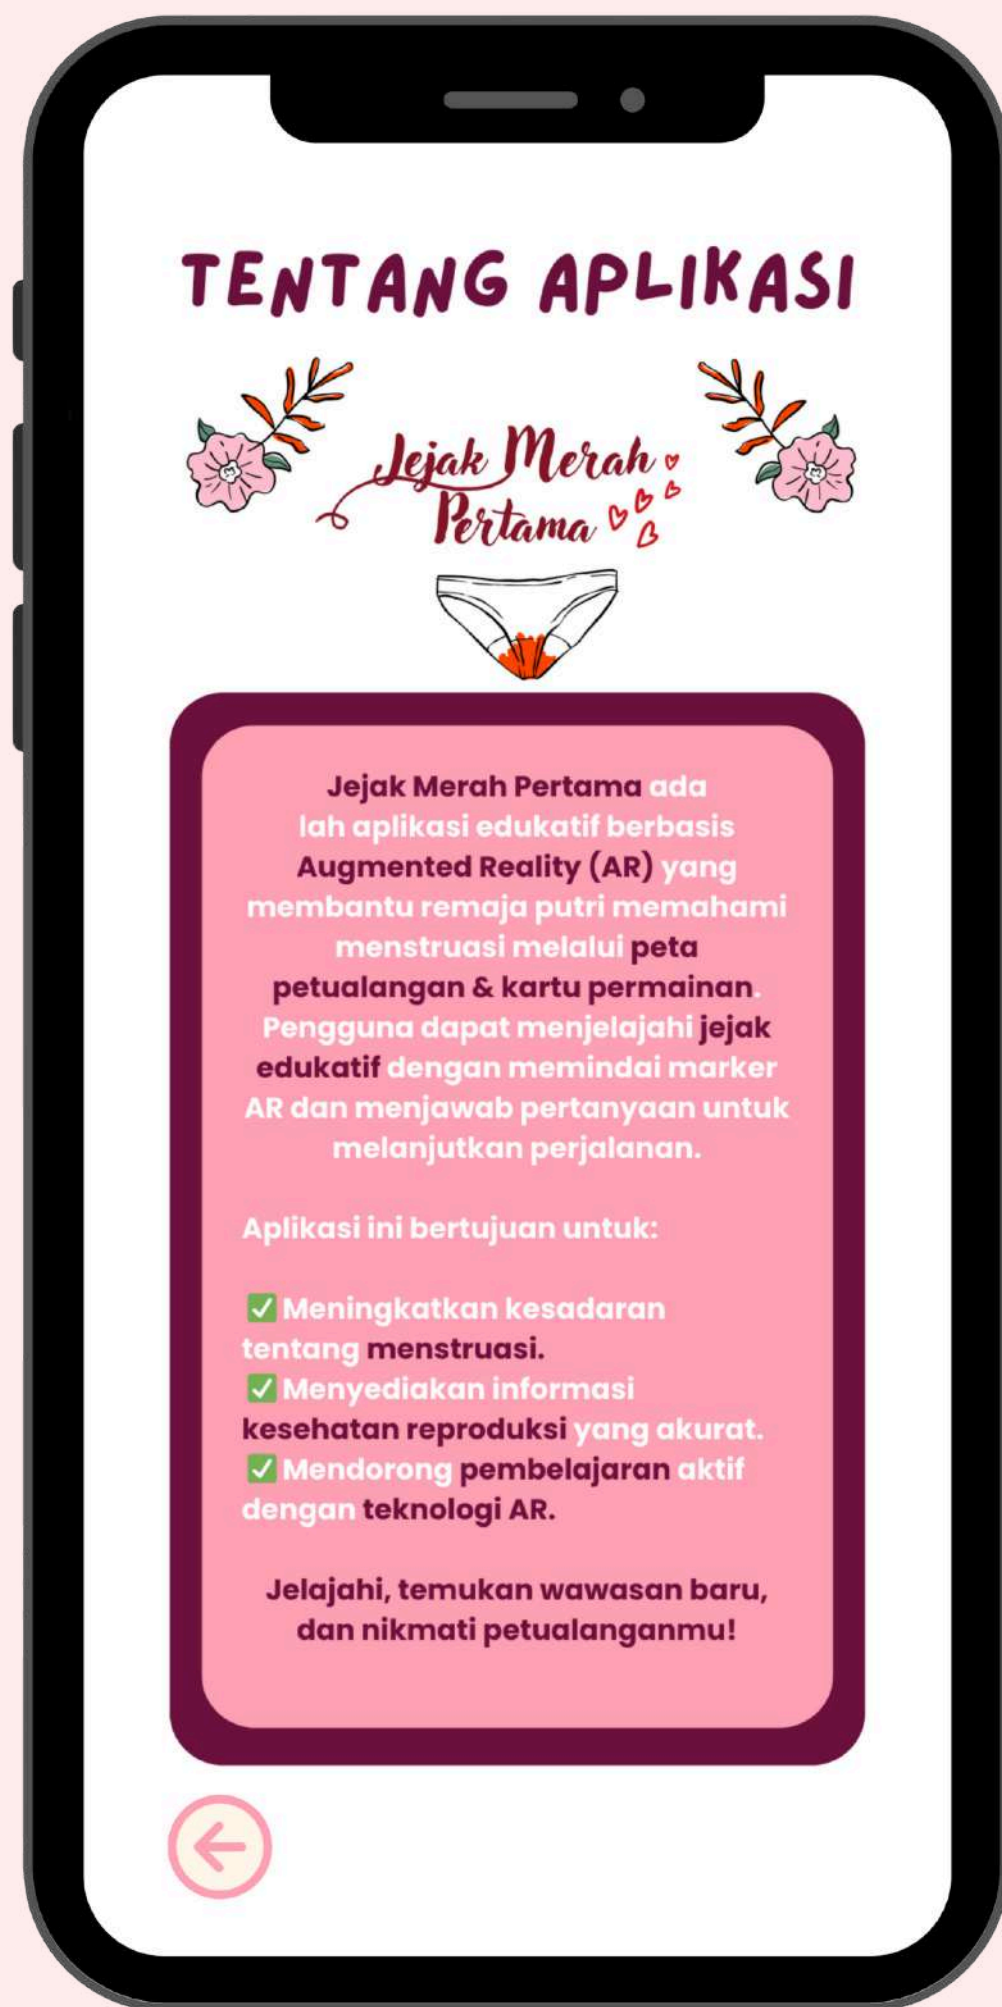 TENTANG APLIKASI
Jejak Merah
Pertama
Jejak Merah Pertama ada
lah aplikasi edukatif berbasis
Augmented Reality (AR) yang
membantu remaja putri memahami
menstruasi melalui peta
petualangan & kartu permainan.
Pengguna dapat menjelajahi jejak
edukatif dengan memindai marker
AR dan menjawab pertanyaan untuk
melanjutkan perjalanan.
Aplikasi ini bertujuan untuk:
✅ Meningkatkan kesadaran
tentang menstruasi.
✅ Menyediakan informasi
kesehatan reproduksi yang akurat.
✅ Mendorong pembelajaran aktif
dengan teknologi AR.
Jelajahi, temukan wawasan baru,
dan nikmati petualanganmu!